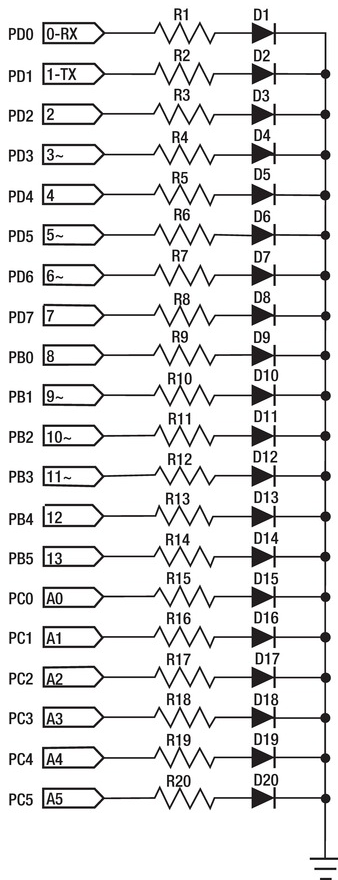 R1 D1
PD0 0-RX
R2 D2
PD1 1-TX
R3 D3
PD2 2
R4 D4
PD3 3~
R5 D5
PD4 4
R6 D6
PD5 5~
R7 D7
PD6 6~
R8 D8
PD7 7
R9 D9
PB0 8
R10 D10
PB1 9~
R11 D11
PB2 10~
R12 D12
PB3 11~
R13 D13
PB4 12
R14 D14
PB5 13
R15 D15
PC0 A0
R16 D16
PC1 A1
R17 D17
PC2 A2
R18 D18
PC3 A3
R19 D19
PC4 A4
R20 D20
PC5 A5